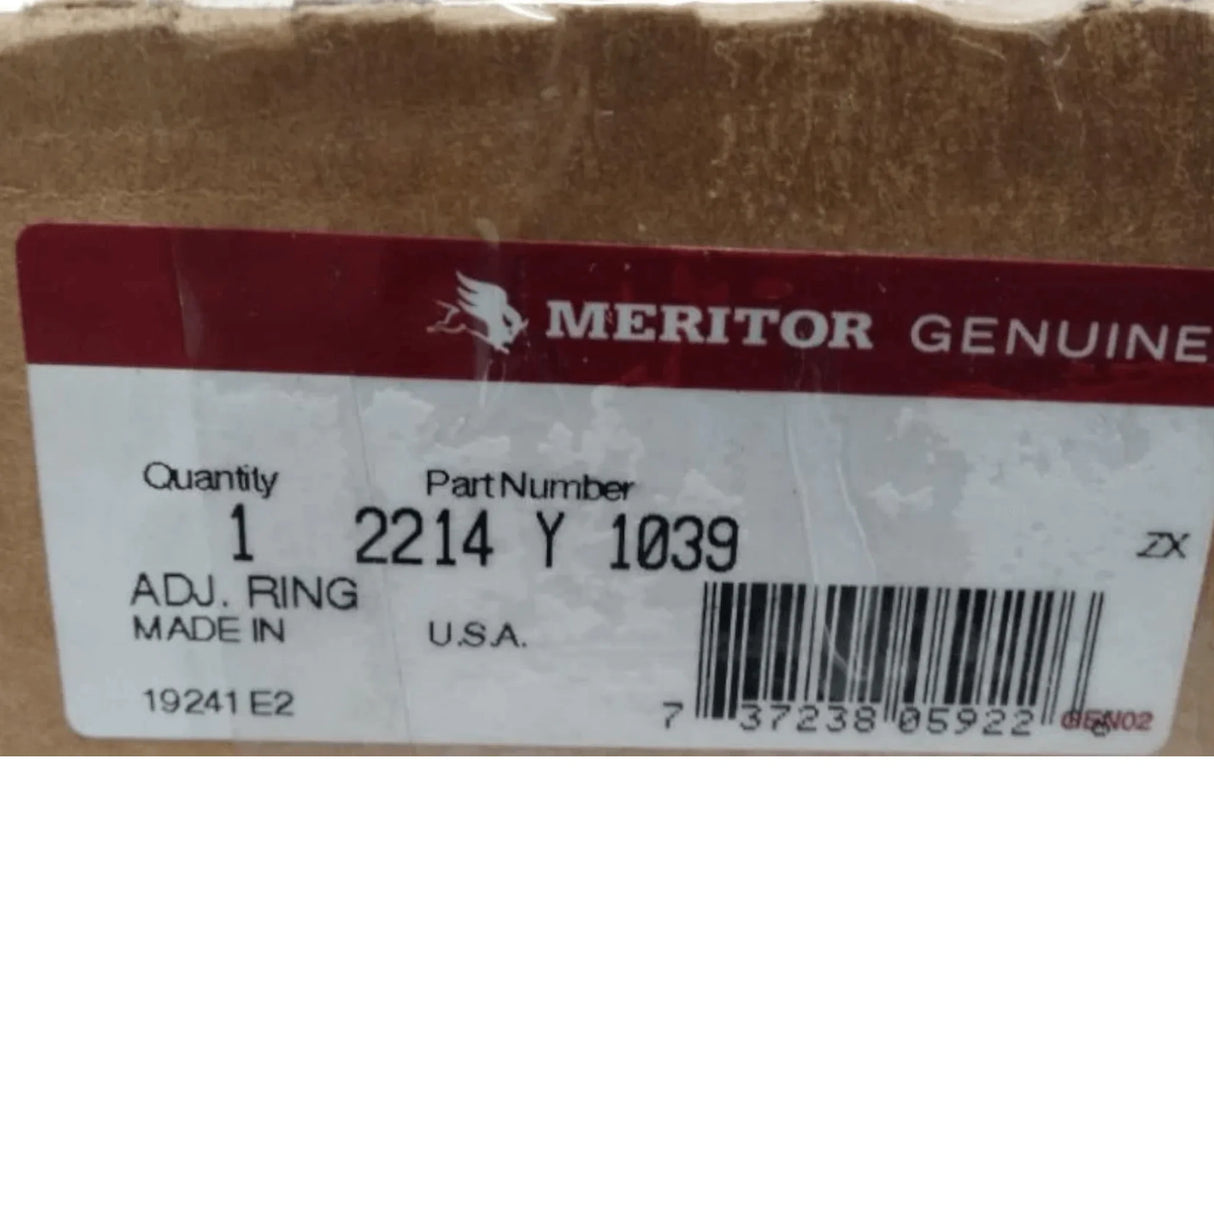 MERITOR GENUINE
Quantity Part Number
1 2214 Y 1039
ZX
ADJ. RING
MADE IN U.S.A.
19241 E2
7 37238 05922